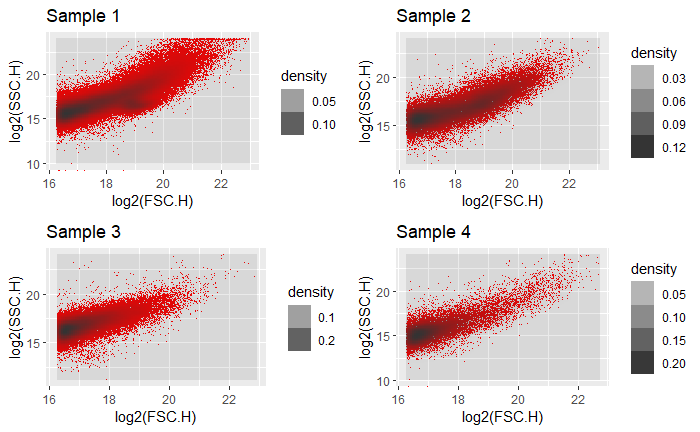 Sample 1
log2(SSC.H)
20
15
10
16
18
20
22
log2(FSC.H)
density
0.05
0.10
Sample 2
log2(SSC.H)
20
15
16
18
20
22
log2(FSC.H)
density
0.03
0.06
0.09
0.12
Sample 3
log2(SSC.H)
20
15
16
18
20
22
log2(FSC.H)
density
0.1
0.2
Sample 4
log2(SSC.H)
20
15
10
16
18
20
22
log2(FSC.H)
density
0.05
0.10
0.15
0.20